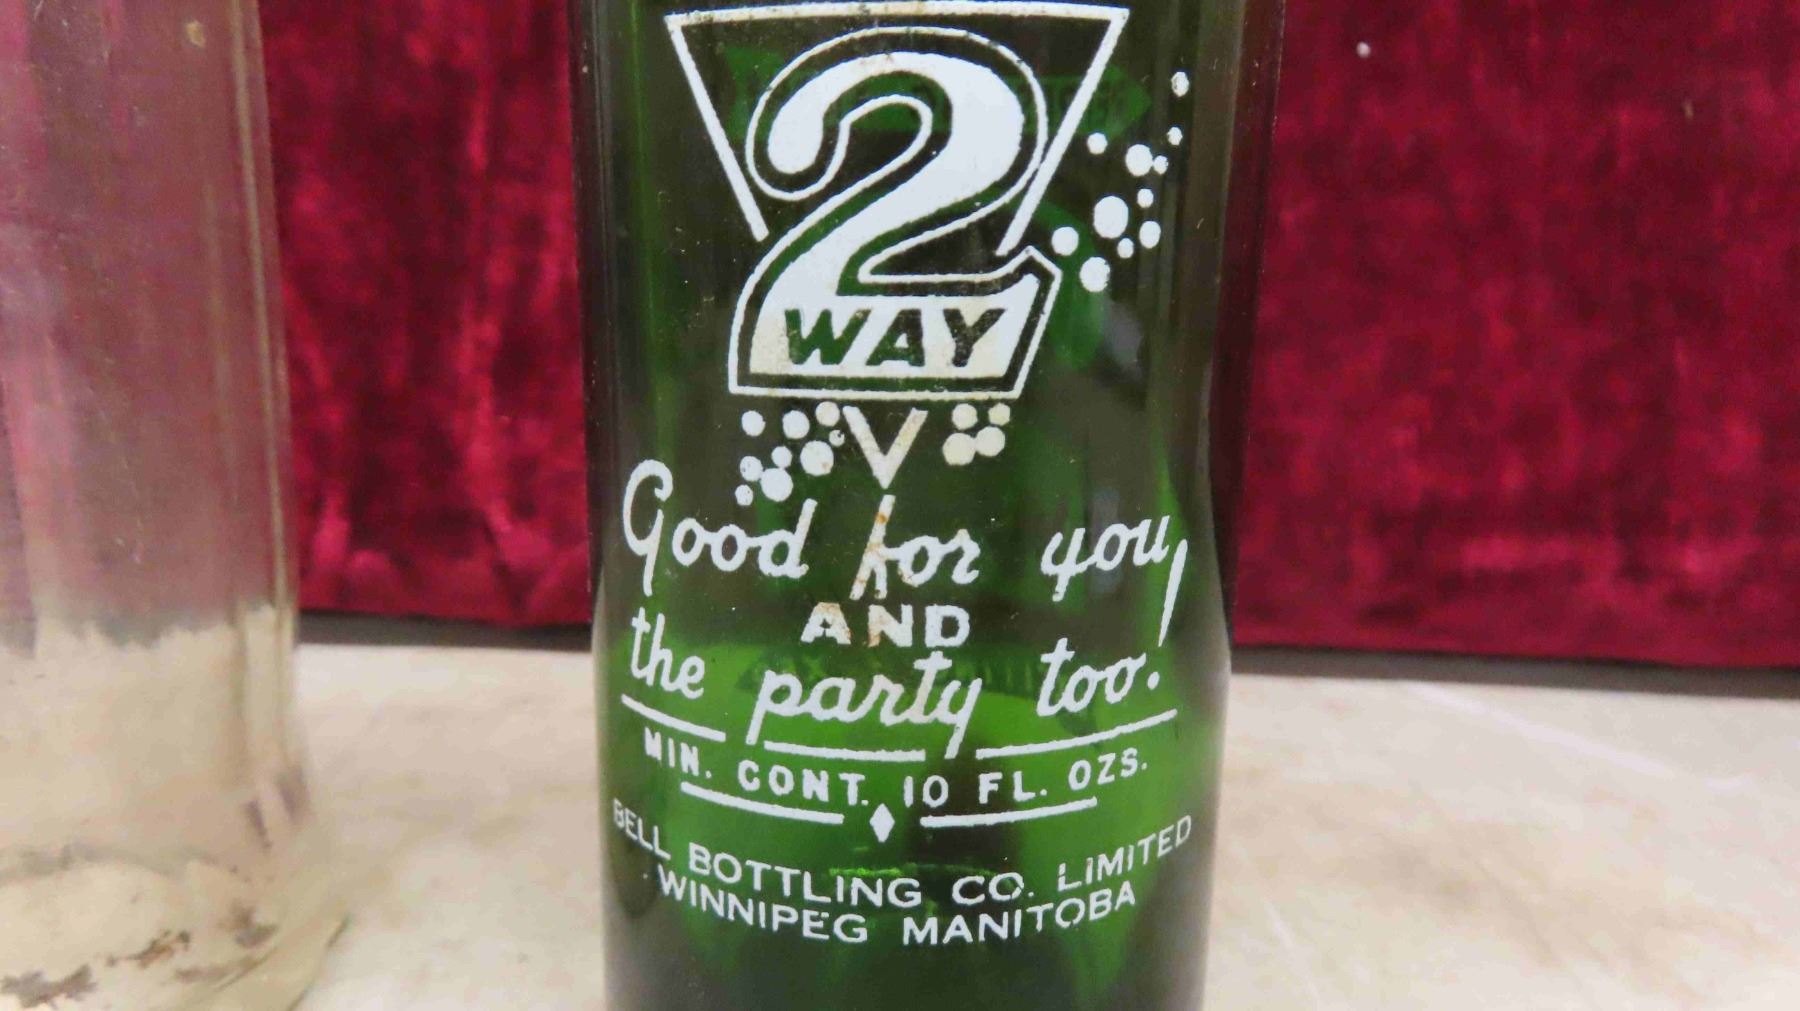 2
WAY
Good for you,
AND
the party too.
MIN. CONT. 10 FL. OZS.
BELL BOTTLING CO. LIMITED
WINNIPEG MANITOBA